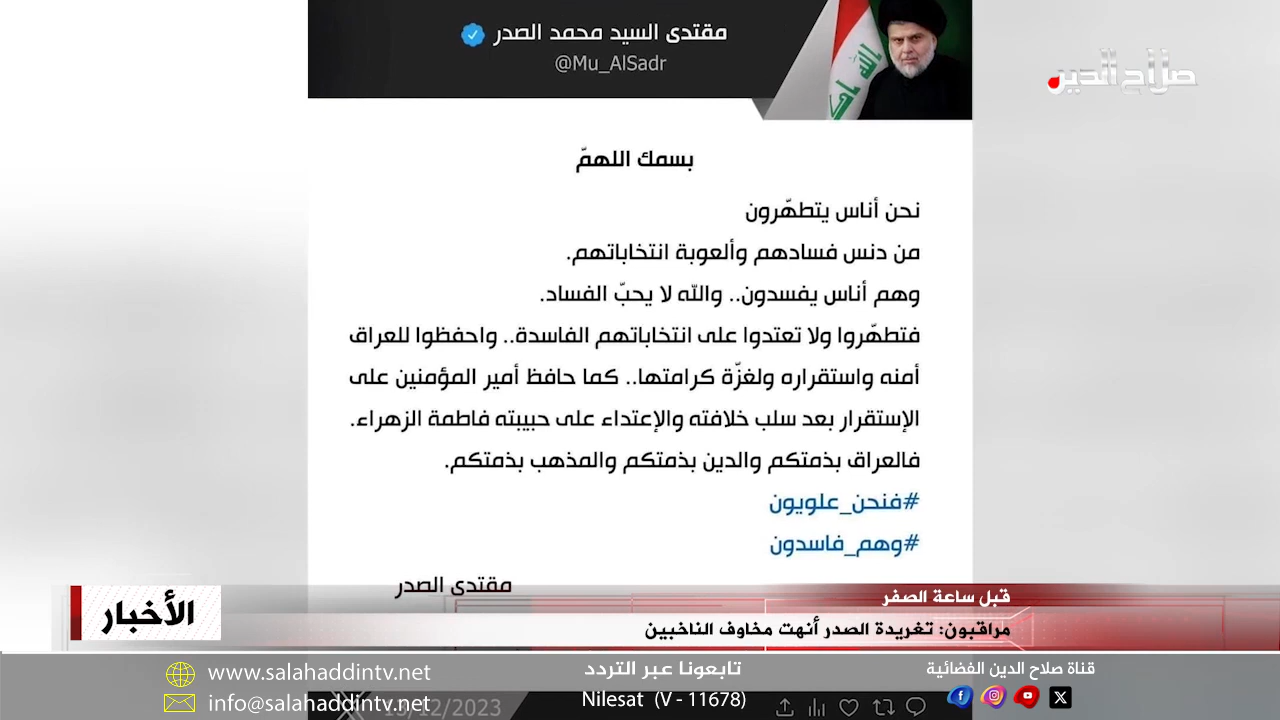 مقتدى السيد محمد الصدر
@Mu_AlSadr
صلاح الدين
بسمك اللهمّ
نحن أناس يتطهّرون
من دنس فسادهم وألعوبة انتخاباتهم.
وهم أناس يفسدون.. والله لا يحبّ الفساد.
فتطهّروا ولا تعتدوا على انتخاباتهم الفاسدة.. واحفظوا للعراق
أمنه واستقراره ولغزّة كرامتها.. كما حافظ أمير المؤمنين على
الإستقرار بعد سلب خلافته والإعتداء على حبيبته فاطمة الزهراء.
فالعراق بذمتكم والدين بذمتكم والمذهب بذمتكم.
#فنحن_علويون
#وهم_فاسدون
مقتدى الصدر
قبل ساعة الصفر
الأخبار
مراقبون: تغريدة الصدر أنهت مخاوف الناخبين
قناة صلاح الدين الفضائية
تابعونا عبر التردد
Nilesat (V - 11678)
www.salahaddintv.net
info@salahaddintv.net
13/12/2023